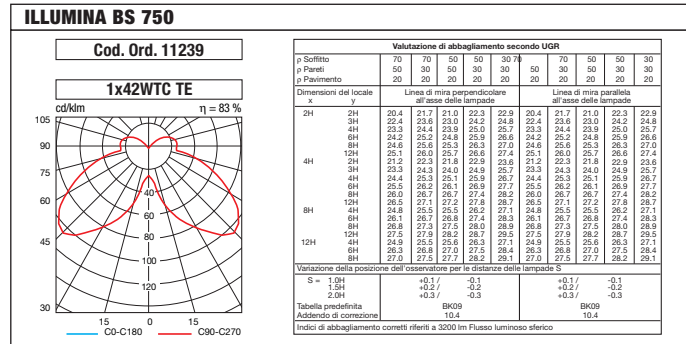 ILLUMINA BS 750
Cod. Ord. 11239
1x42WTC TE
cd/klm η = 83 %
105
90
75
60
45
30 15 0 15 30
40
60
80
100
120
C0-C180 C90-C270
Valutazione di abbagliamento secondo UGR
ρ Soffitto 70 70 50 50 30 70 70 50 50 30
ρ Pareti 50 30 50 30 30 50 30 50 30 30
ρ Pavimento 20 20 20 20 20 20 20 20 20 20
Dimensioni del locale Linea di mira perpendicolare Linea di mira parallela
x y all'asse delle lampade all'asse delle lampade
2H 2H 20.4 21.7 21.0 22.3 22.9 20.4 21.7 21.0 22.3 22.9
3H 22.4 23.6 23.0 24.2 24.8 22.4 23.6 23.0 24.2 24.8
4H 23.3 24.4 23.9 25.0 25.7 23.3 24.4 23.9 25.0 25.7
6H 24.2 25.2 24.8 25.9 26.6 24.2 25.2 24.8 25.9 26.6
8H 24.6 25.6 25.3 26.3 27.0 24.6 25.6 25.3 26.3 27.0
12H 25.1 26.0 25.7 26.6 27.4 25.1 26.0 25.7 26.6 27.4
4H 2H 21.2 22.3 21.8 22.9 23.6 21.2 22.3 21.8 22.9 23.6
3H 23.3 24.3 24.0 24.9 25.7 23.3 24.3 24.0 24.9 25.7
4H 24.4 25.3 25.1 25.9 26.7 24.4 25.3 25.1 25.9 26.7
6H 25.5 26.2 26.1 26.9 27.7 25.5 26.2 26.1 26.9 27.7
8H 26.0 26.7 26.7 27.4 28.2 26.0 26.7 26.7 27.4 28.2
12H 26.5 27.1 27.2 27.8 28.7 26.5 27.1 27.2 27.8 28.7
8H 4H 24.8 25.5 25.5 26.2 27.1 24.8 25.5 25.5 26.2 27.1
6H 26.1 26.7 26.8 27.4 28.3 26.1 26.7 26.8 27.4 28.3
8H 26.8 27.3 27.5 28.0 28.9 26.8 27.3 27.5 28.0 28.9
12H 27.5 27.9 28.2 28.7 29.5 27.5 27.9 28.2 28.7 29.5
12H 4H 24.9 25.5 25.6 26.3 27.1 24.9 25.5 25.6 26.3 27.1
6H 26.3 26.8 27.0 27.5 28.4 26.3 26.8 27.0 27.5 28.4
8H 27.0 27.5 27.7 28.2 29.1 27.0 27.5 27.7 28.2 29.1
Variazione della posizione dell'osservatore per le distanze delle lampade S
S = 1.0H +0.1 / -0.1 +0.1 / -0.1
1.5H +0.2 / -0.2 +0.2 / -0.2
2.0H +0.3 / -0.3 +0.3 / -0.3
Tabella predefinita BK09 BK09
Addendo di correzione 10.4 10.4
Indici di abbagliamento corretti riferiti a 3200 lm Flusso luminoso sferico